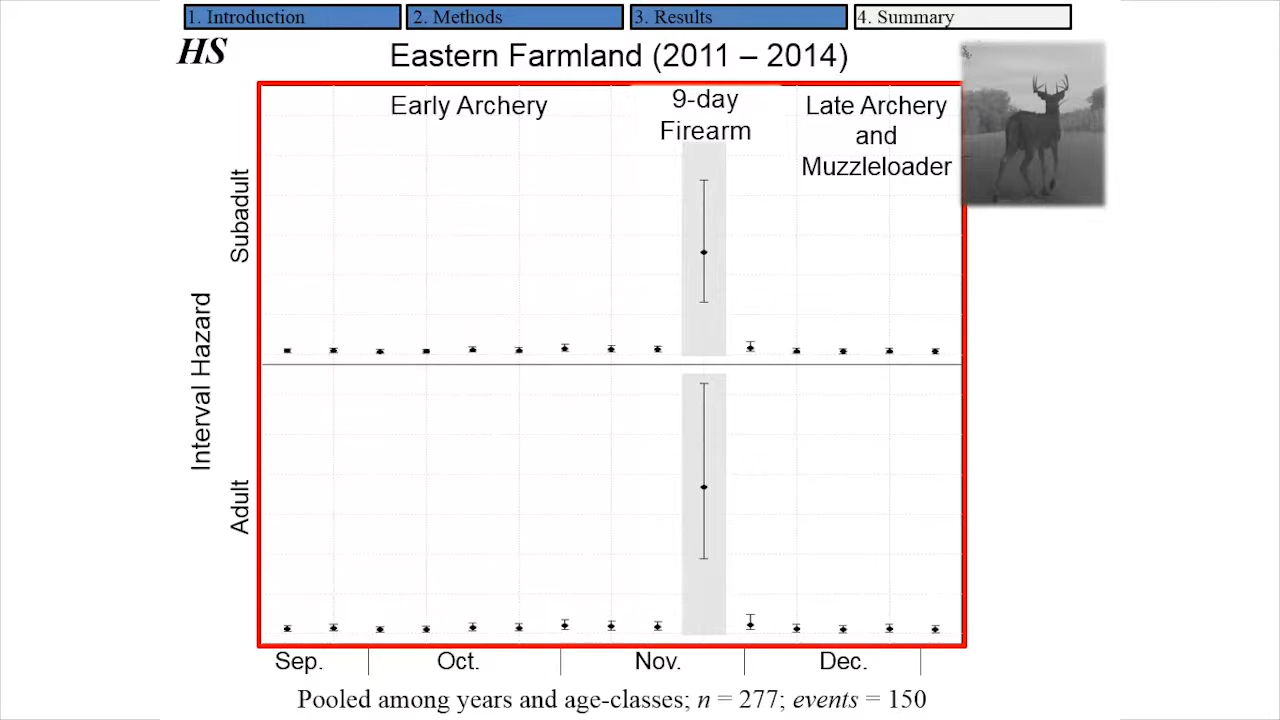 1. Introduction
2. Methods
3. Results
4. Summary
HS
Eastern Farmland (2011 – 2014)
Early Archery
9-day
Firearm
Late Archery
and
Muzzleloader
Subadult
Interval Hazard
Adult
Sep.
Oct.
Nov.
Dec.
Pooled among years and age-classes; n = 277; events = 150